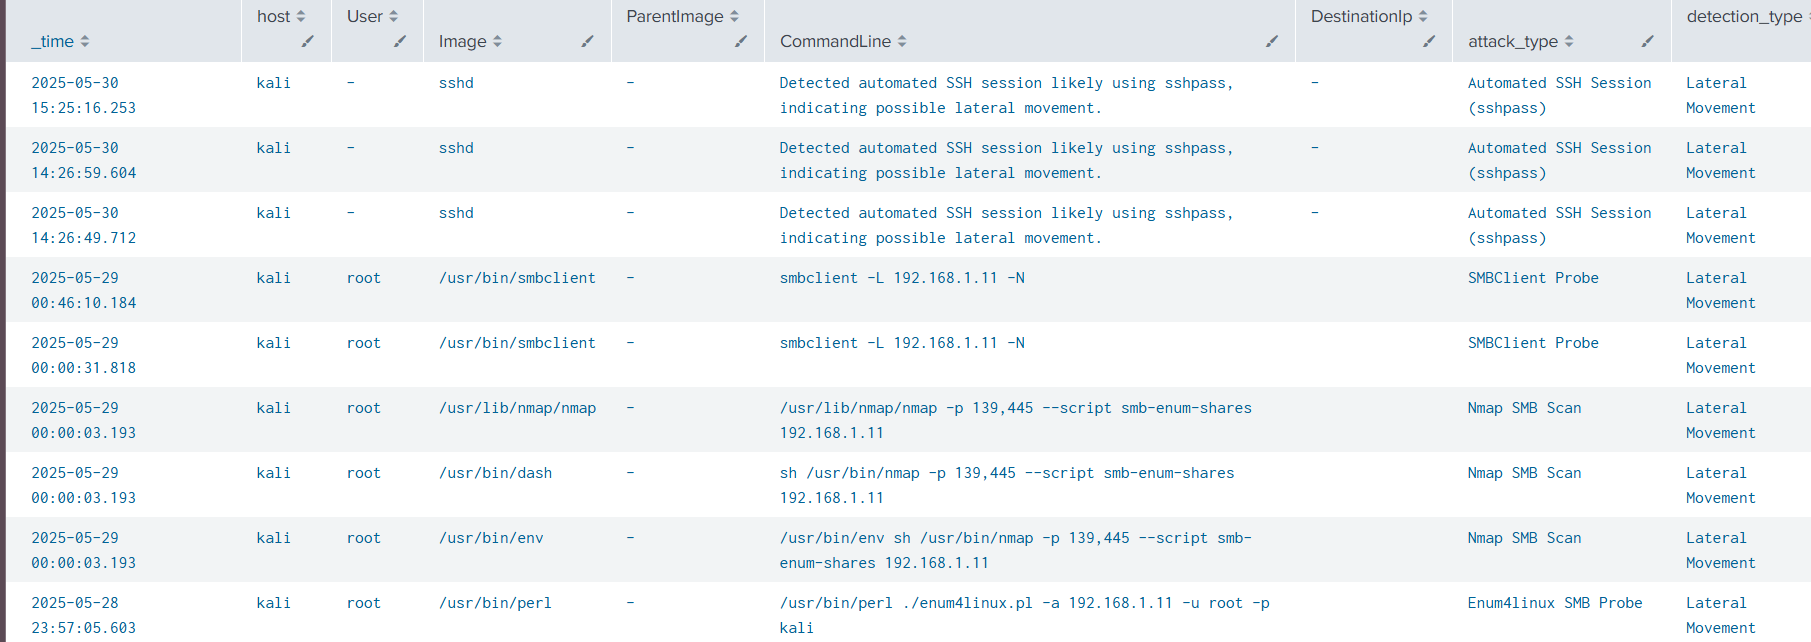 host User ParentImage DestinationIp detection_type
_time Image CommandLine attack_type
2025-05-30 kali - sshd - Detected automated SSH session likely using sshpass, - Automated SSH Session Lateral
15:25:16.253 indicating possible lateral movement. (sshpass) Movement
2025-05-30 kali - sshd - Detected automated SSH session likely using sshpass, - Automated SSH Session Lateral
14:26:59.604 indicating possible lateral movement. (sshpass) Movement
2025-05-30 kali - sshd - Detected automated SSH session likely using sshpass, - Automated SSH Session Lateral
14:26:49.712 indicating possible lateral movement. (sshpass) Movement
2025-05-29 kali root /usr/bin/smbclient - smbclient -L 192.168.1.11 -N SMBClient Probe Lateral
00:46:10.184 Movement
2025-05-29 kali root /usr/bin/smbclient - smbclient -L 192.168.1.11 -N SMBClient Probe Lateral
00:00:31.818 Movement
2025-05-29 kali root /usr/lib/nmap/nmap - /usr/lib/nmap/nmap -p 139,445 --script smb-enum-shares Nmap SMB Scan Lateral
00:00:03.193 192.168.1.11 Movement
2025-05-29 kali root /usr/bin/dash - sh /usr/bin/nmap -p 139,445 --script smb-enum-shares Nmap SMB Scan Lateral
00:00:03.193 192.168.1.11 Movement
2025-05-29 kali root /usr/bin/env - /usr/bin/env sh /usr/bin/nmap -p 139,445 --script smb- Nmap SMB Scan Lateral
00:00:03.193 enum-shares 192.168.1.11 Movement
2025-05-28 kali root /usr/bin/perl - /usr/bin/perl ./enum4linux.pl -a 192.168.1.11 -u root -p Enum4linux SMB Probe Lateral
23:57:05.603 kali Movement